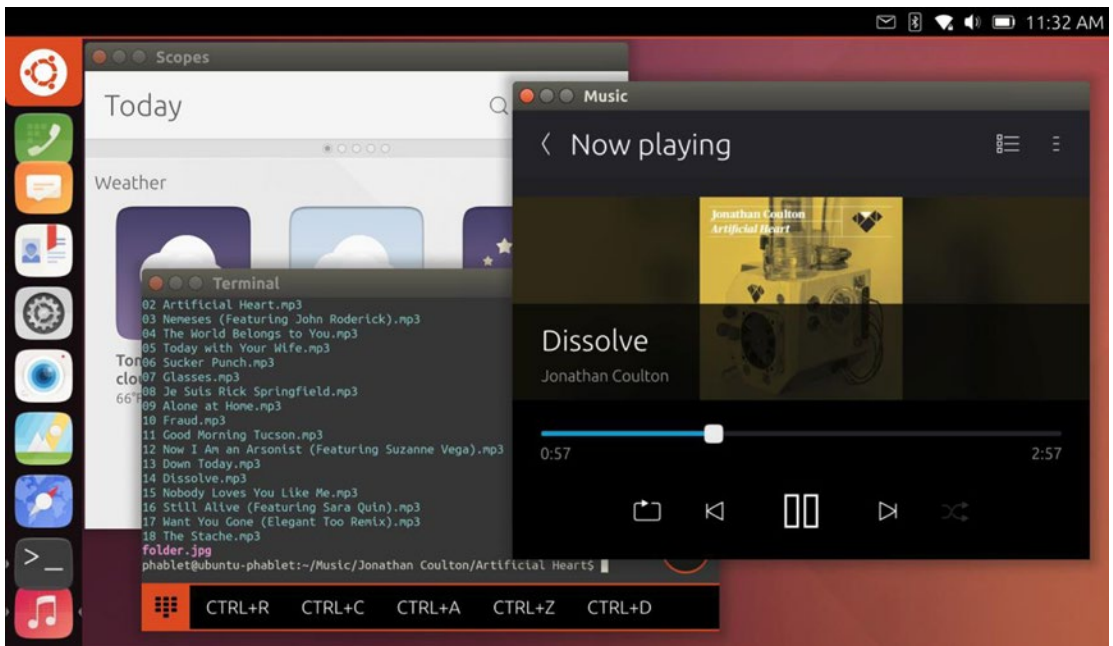 11:32 AM
Scopes
Today
Weather
66°F
Music
Now playing
Jonathan Coulton
Artificial Heart
Dissolve
Jonathan Coulton
0:57
2:57
Terminal
02 Artificial Heart.mp3
03 Nemeses (Featuring John Roderick).mp3
04 The World Belongs to You.mp3
05 Today with Your Wife.mp3
06 Sucker Punch.mp3
07 Glasses.mp3
08 Je Suis Rick Springfield.mp3
09 Alone at Home.mp3
10 Fraud.mp3
11 Good Morning Tucson.mp3
12 Now I Am an Arsonist (Featuring Suzanne Vega).mp3
13 Down Today.mp3
14 Dissolve.mp3
15 Nobody Loves You Like Me.mp3
16 Still Alive (Featuring Sara Quin).mp3
17 Want You Gone (Elegant Too Remix).mp3
18 The Stache.mp3
folder.jpg
phablet@ubuntu-phablet:~/Music/Jonathan Coulton/Artificial Heart$
CTRL+R CTRL+C CTRL+A CTRL+Z CTRL+D